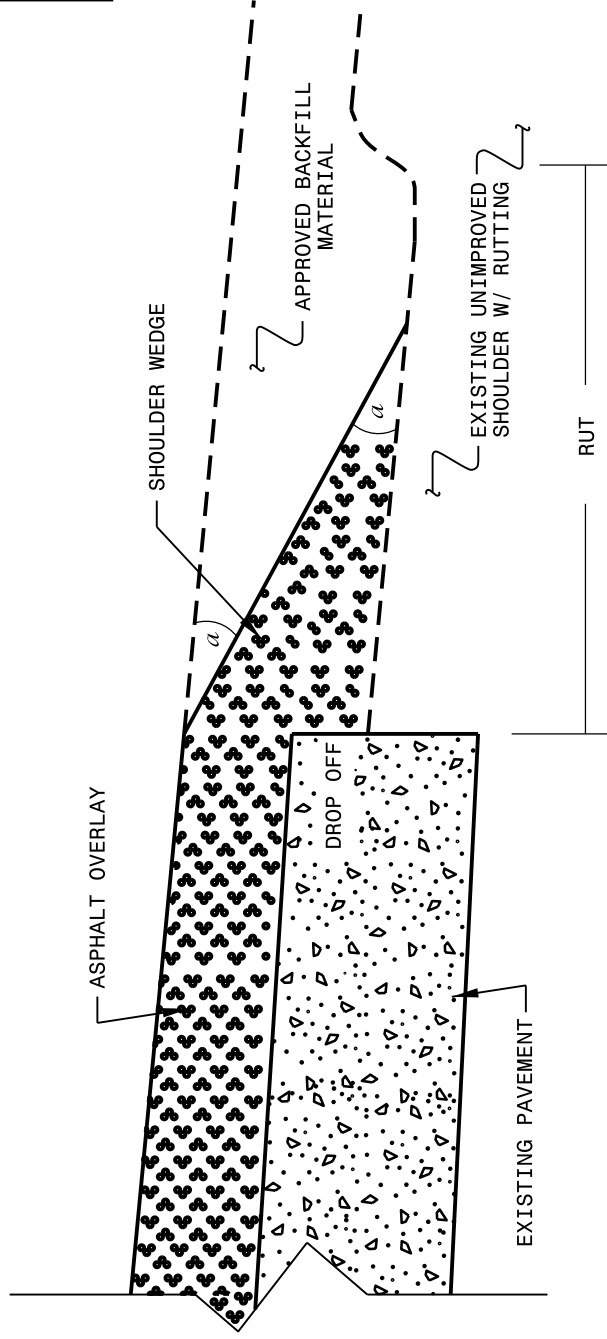 ASPHALT OVERLAY
SHOULDER WEDGE
a
APPROVED BACKFILL
MATERIAL
DROP OFF
a
EXISTING PAVEMENT
EXISTING UNIMPROVED
SHOULDER W/ RUTTING
RUT